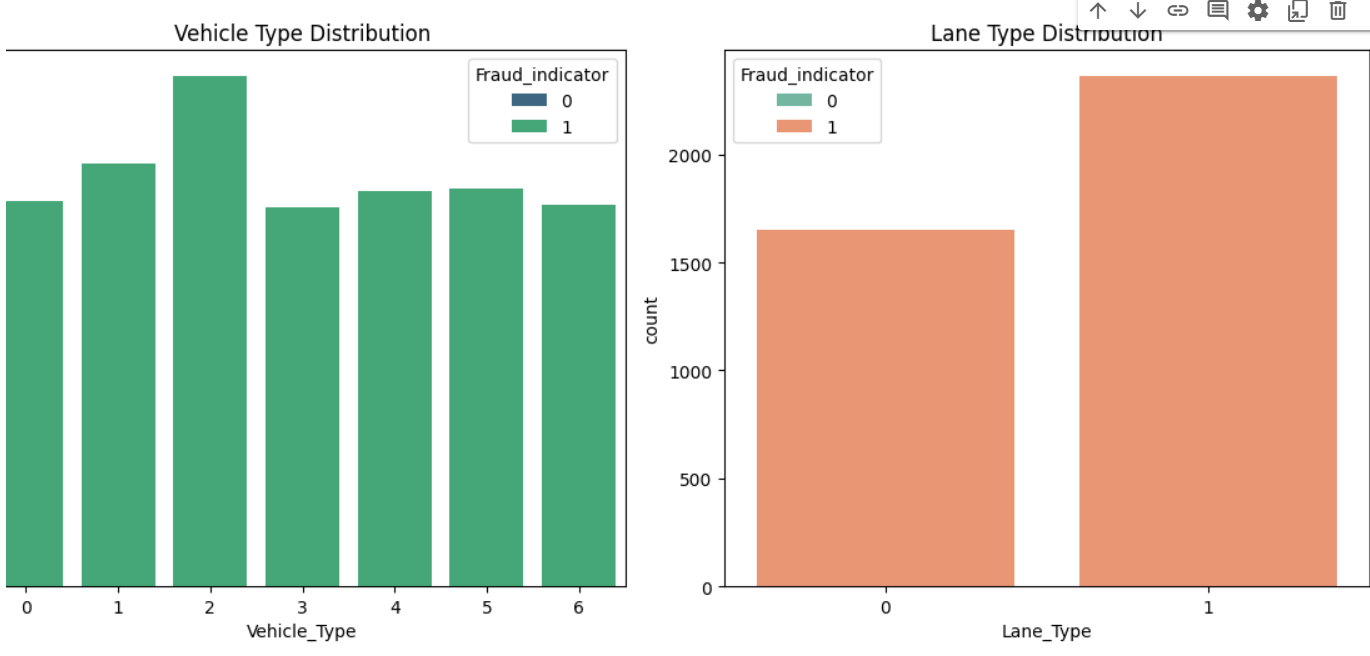 Vehicle Type Distribution
Fraud_indicator
0
1
0 1 2 3 4 5 6
Vehicle_Type
Lane Type Distribution
Fraud_indicator
0
1
2000
1500
1000
500
0
count
0 1
Lane_Type